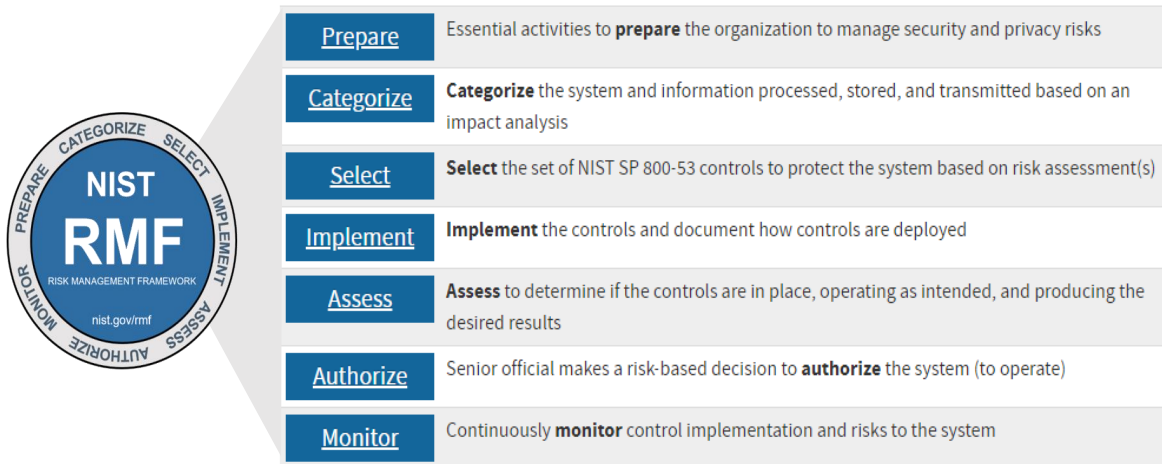 PREPARE CATEGORIZE SELECT IMPLEMENT ASSESS AUTHORIZE MONITOR
NIST
RMF
RISK MANAGEMENT FRAMEWORK
nist.gov/rmf
Prepare
Essential activities to prepare the organization to manage security and privacy risks
Categorize
Categorize the system and information processed, stored, and transmitted based on an
impact analysis
Select
Select the set of NIST SP 800-53 controls to protect the system based on risk assessment(s)
Implement
Implement the controls and document how controls are deployed
Assess
Assess to determine if the controls are in place, operating as intended, and producing the
desired results
Authorize
Senior official makes a risk-based decision to authorize the system (to operate)
Monitor
Continuously monitor control implementation and risks to the system